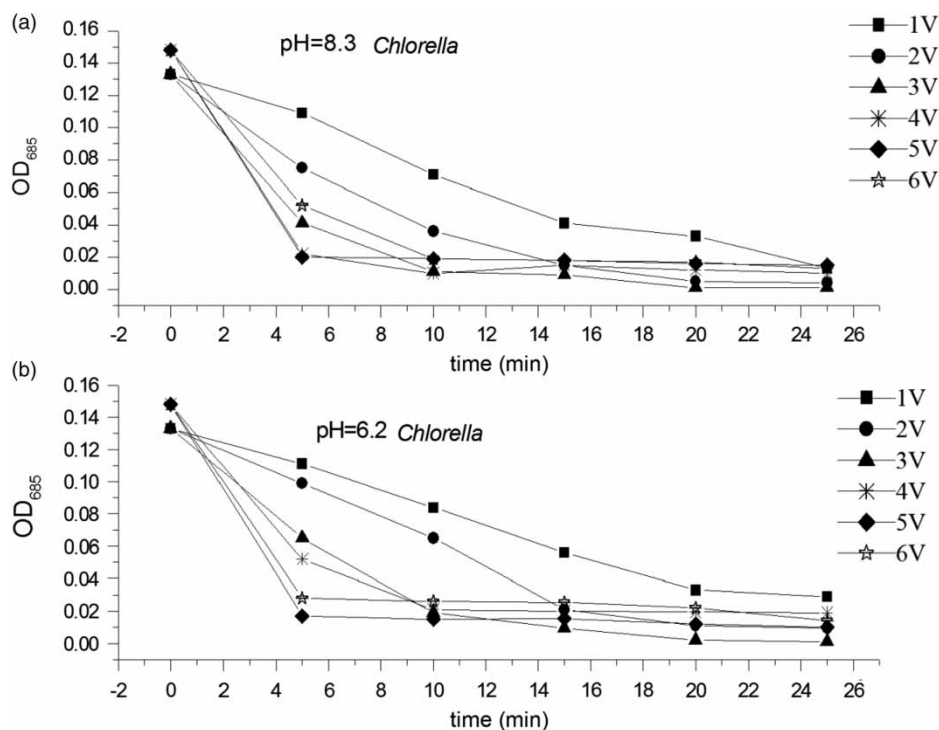 (a)
0.16
0.14
0.12
0.10
0.08
0.06
0.04
0.02
0.00
OD685
pH=8.3 Chlorella
1V
2V
3V
4V
5V
6V
-2 0 2 4 6 8 10 12 14 16 18 20 22 24 26
time (min)
(b)
0.16
0.14
0.12
0.10
0.08
0.06
0.04
0.02
0.00
OD685
pH=6.2 Chlorella
1V
2V
3V
4V
5V
6V
-2 0 2 4 6 8 10 12 14 16 18 20 22 24 26
time (min)